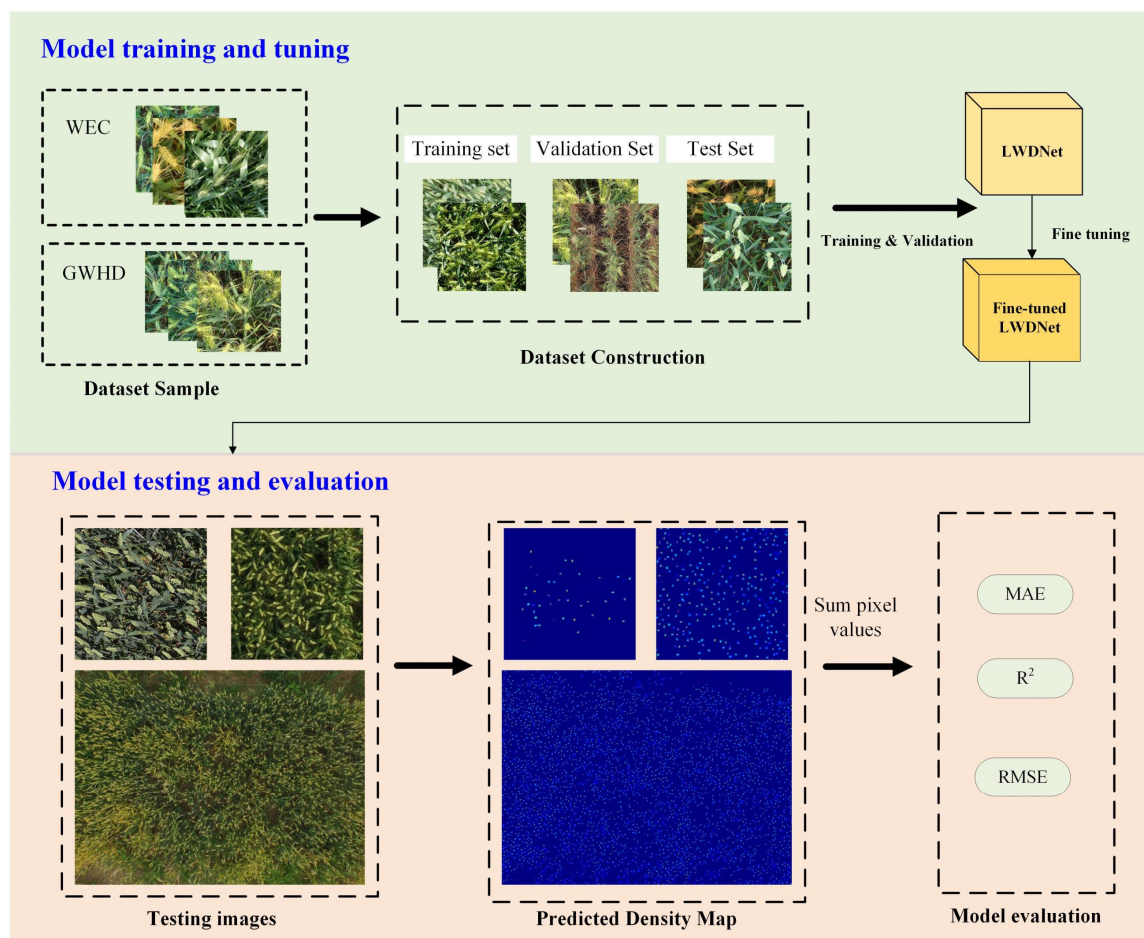 Model training and tuning
WEC
GWHD
Dataset Sample
Training set
Validation Set
Test Set
Dataset Construction
Training & Validation
LWDNet
Fine tuning
Fine-tuned
LWDNet
Model testing and evaluation
Testing images
Predicted Density Map
Sum pixel
values
MAE
R²
RMSE
Model evaluation